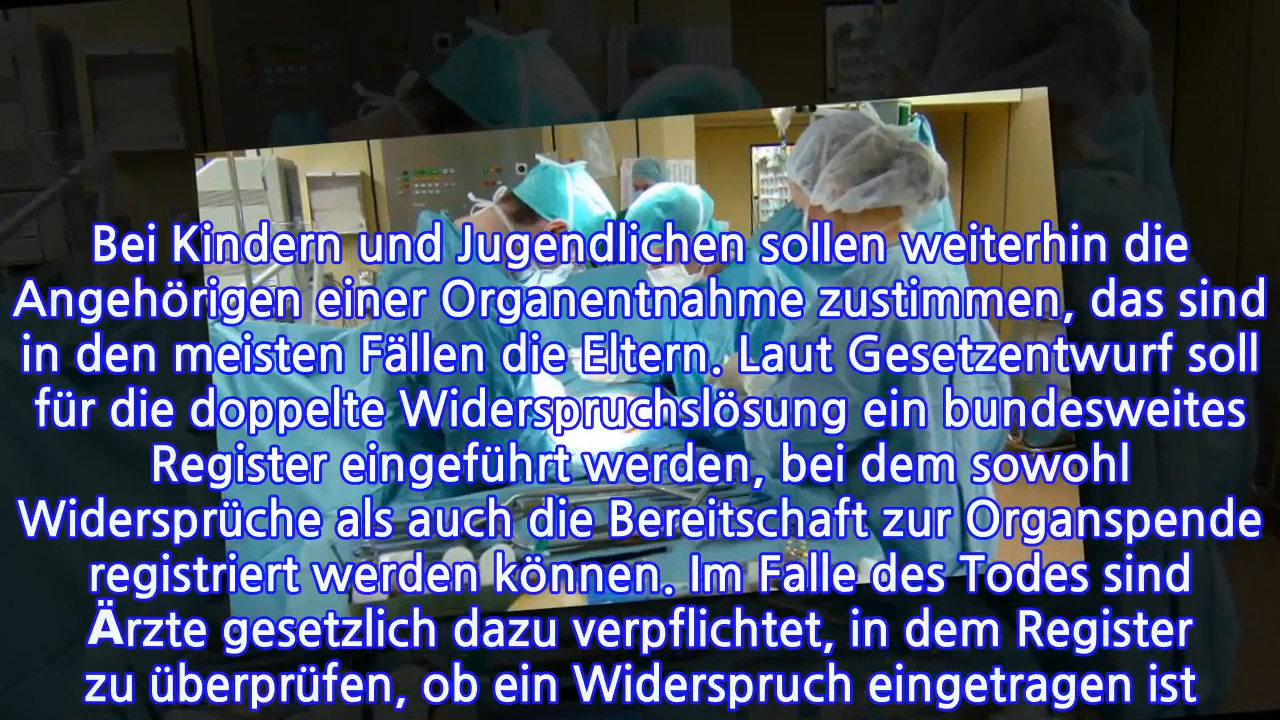 Bei Kindern und Jugendlichen sollen weiterhin die
Angehörigen einer Organentnahme zustimmen, das sind
in den meisten Fällen die Eltern. Laut Gesetzentwurf soll
für die doppelte Widerspruchslösung ein bundesweites
Register eingeführt werden, bei dem sowohl
Widersprüche als auch die Bereitschaft zur Organspende
registriert werden können. Im Falle des Todes sind
Ärzte gesetzlich dazu verpflichtet, in dem Register
zu überprüfen, ob ein Widerspruch eingetragen ist